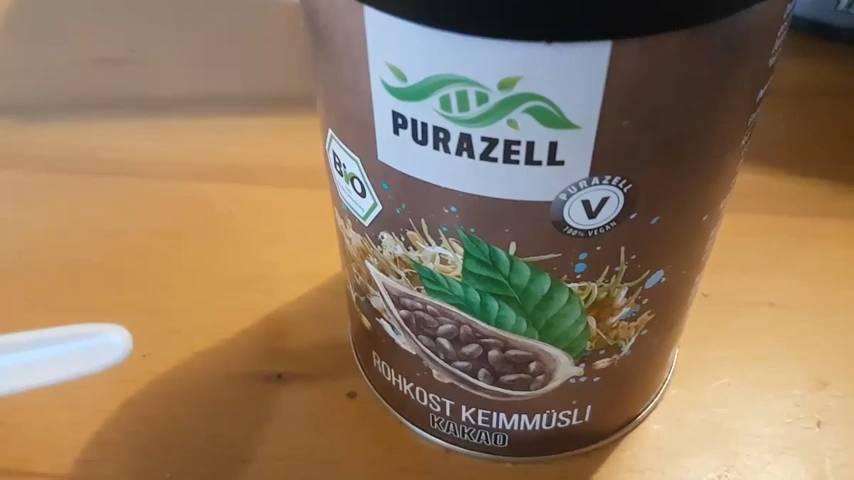 PURAZELL
BiO
PURAZELL
V
100% VEGAN
ROHKOST KEIMMÜSLI
KAKAO